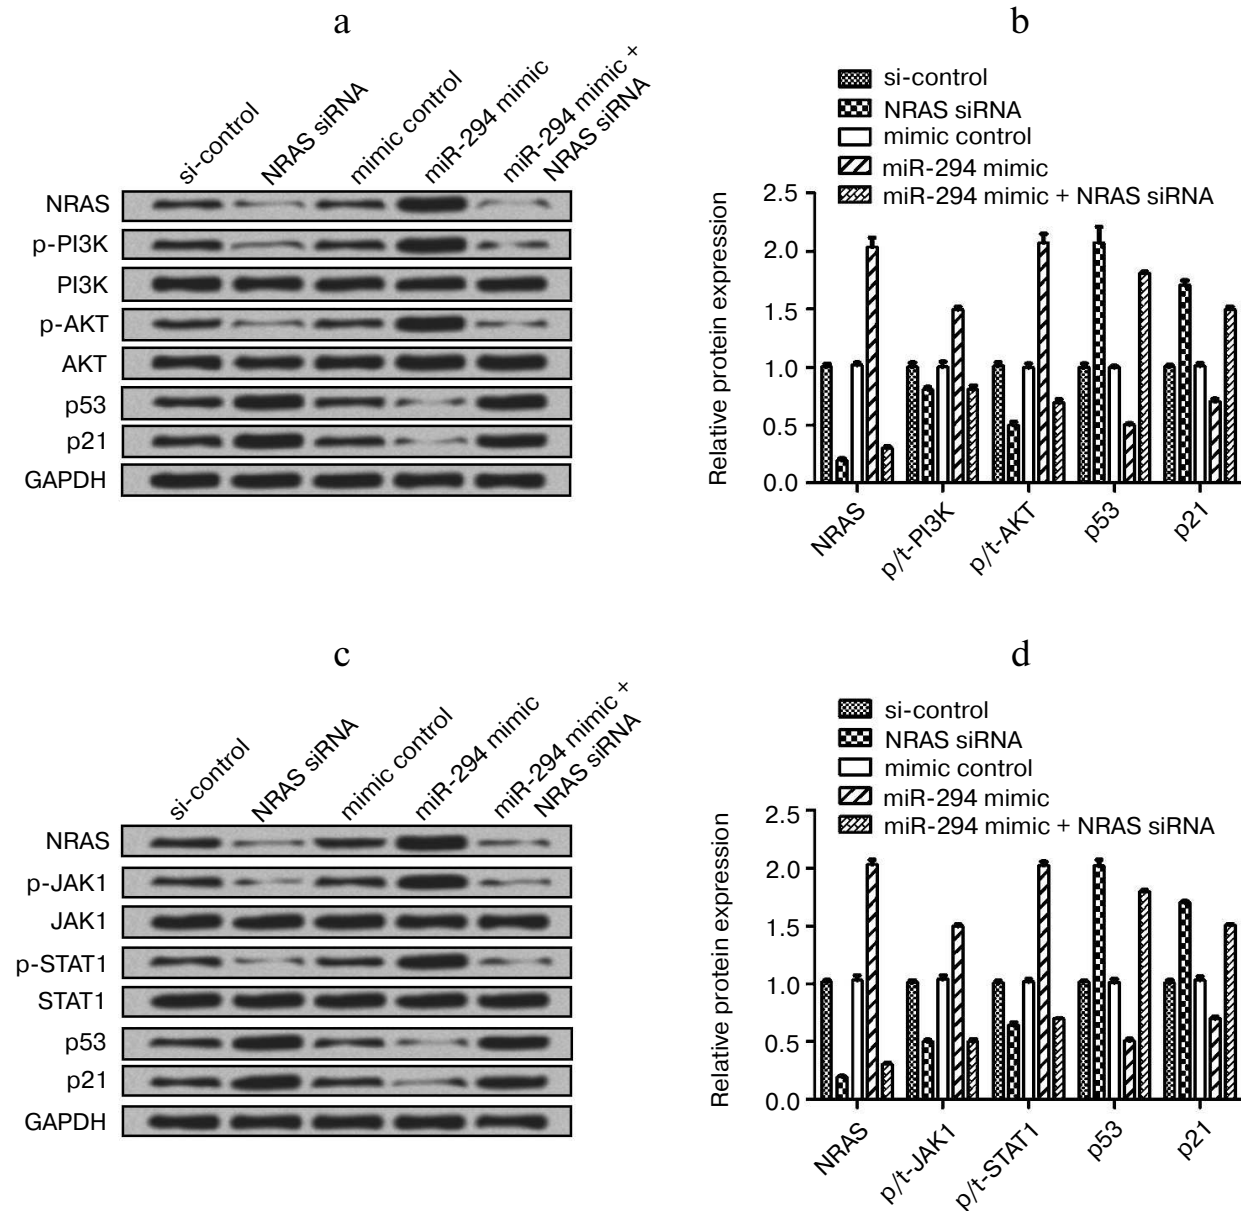 a
si-control
NRAS siRNA
mimic control
miR-294 mimic
miR-294 mimic +
NRAS siRNA
NRAS
p-PI3K
PI3K
p-AKT
AKT
p53
p21
GAPDH
b
si-control
NRAS siRNA
mimic control
miR-294 mimic
miR-294 mimic + NRAS siRNA
Relative protein expression
2.5
2.0
1.5
1.0
0.5
0.0
NRAS
p/t-PI3K
p/t-AKT
p53
p21
c
si-control
NRAS siRNA
mimic control
miR-294 mimic
miR-294 mimic +
NRAS siRNA
NRAS
p-JAK1
JAK1
p-STAT1
STAT1
p53
p21
GAPDH
d
si-control
NRAS siRNA
mimic control
miR-294 mimic
miR-294 mimic + NRAS siRNA
Relative protein expression
2.5
2.0
1.5
1.0
0.5
0.0
NRAS
p/t-JAK1
p/t-STAT1
p53
p21